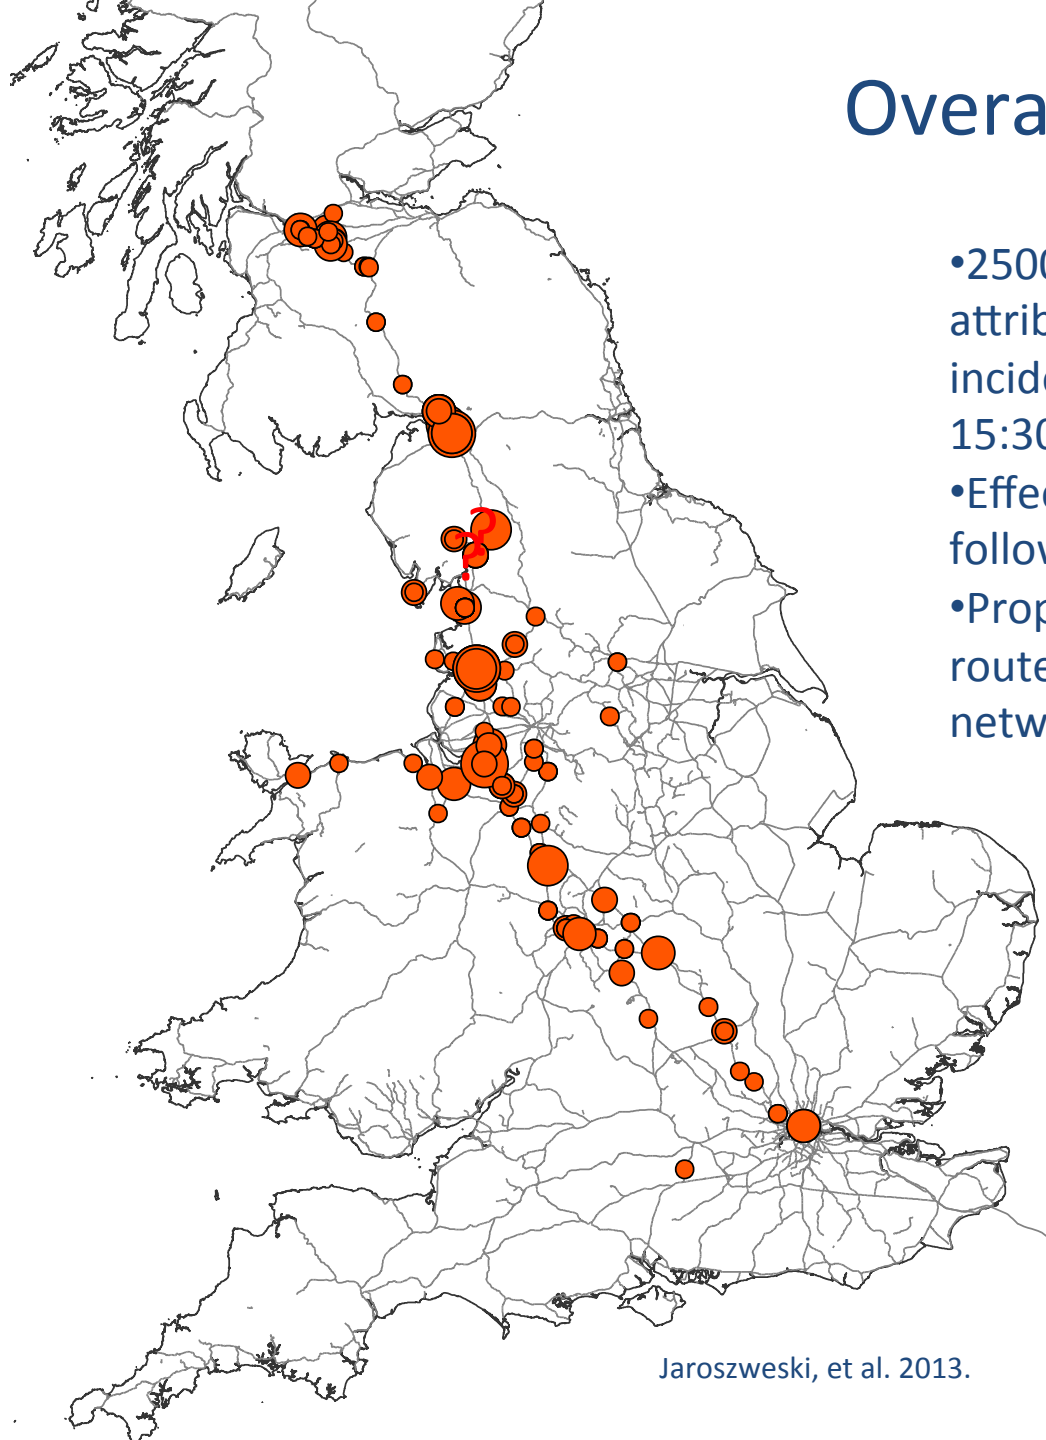 Overa
•2500
attrib
incide
15:30
•Effec
follow
•Prop
route
netw
?
?
Jaroszweski, et al. 2013.